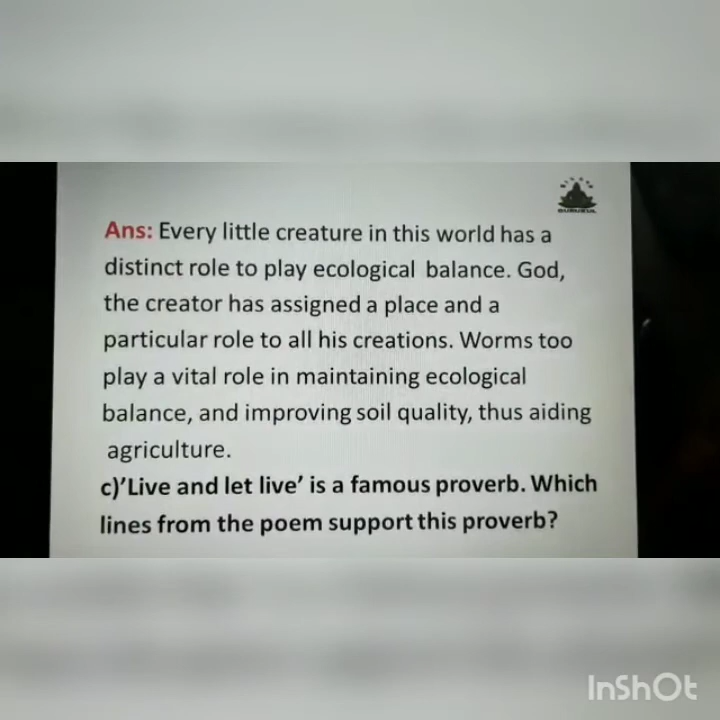 GURUKUL
Ans: Every little creature in this world has a
distinct role to play ecological balance. God,
the creator has assigned a place and a
particular role to all his creations. Worms too
play a vital role in maintaining ecological
balance, and improving soil quality, thus aiding
agriculture.
c)'Live and let live' is a famous proverb. Which
lines from the poem support this proverb?
InShOt